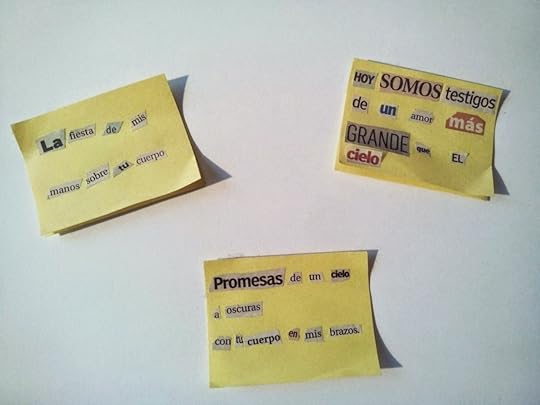 La fiesta de mis
manos sobre tu cuerpo
HOY SOMOS testigos
de un amor más
GRANDE que EL
cielo
Promesas de un cielo
a oscuras
con tu cuerpo en mis brazos.